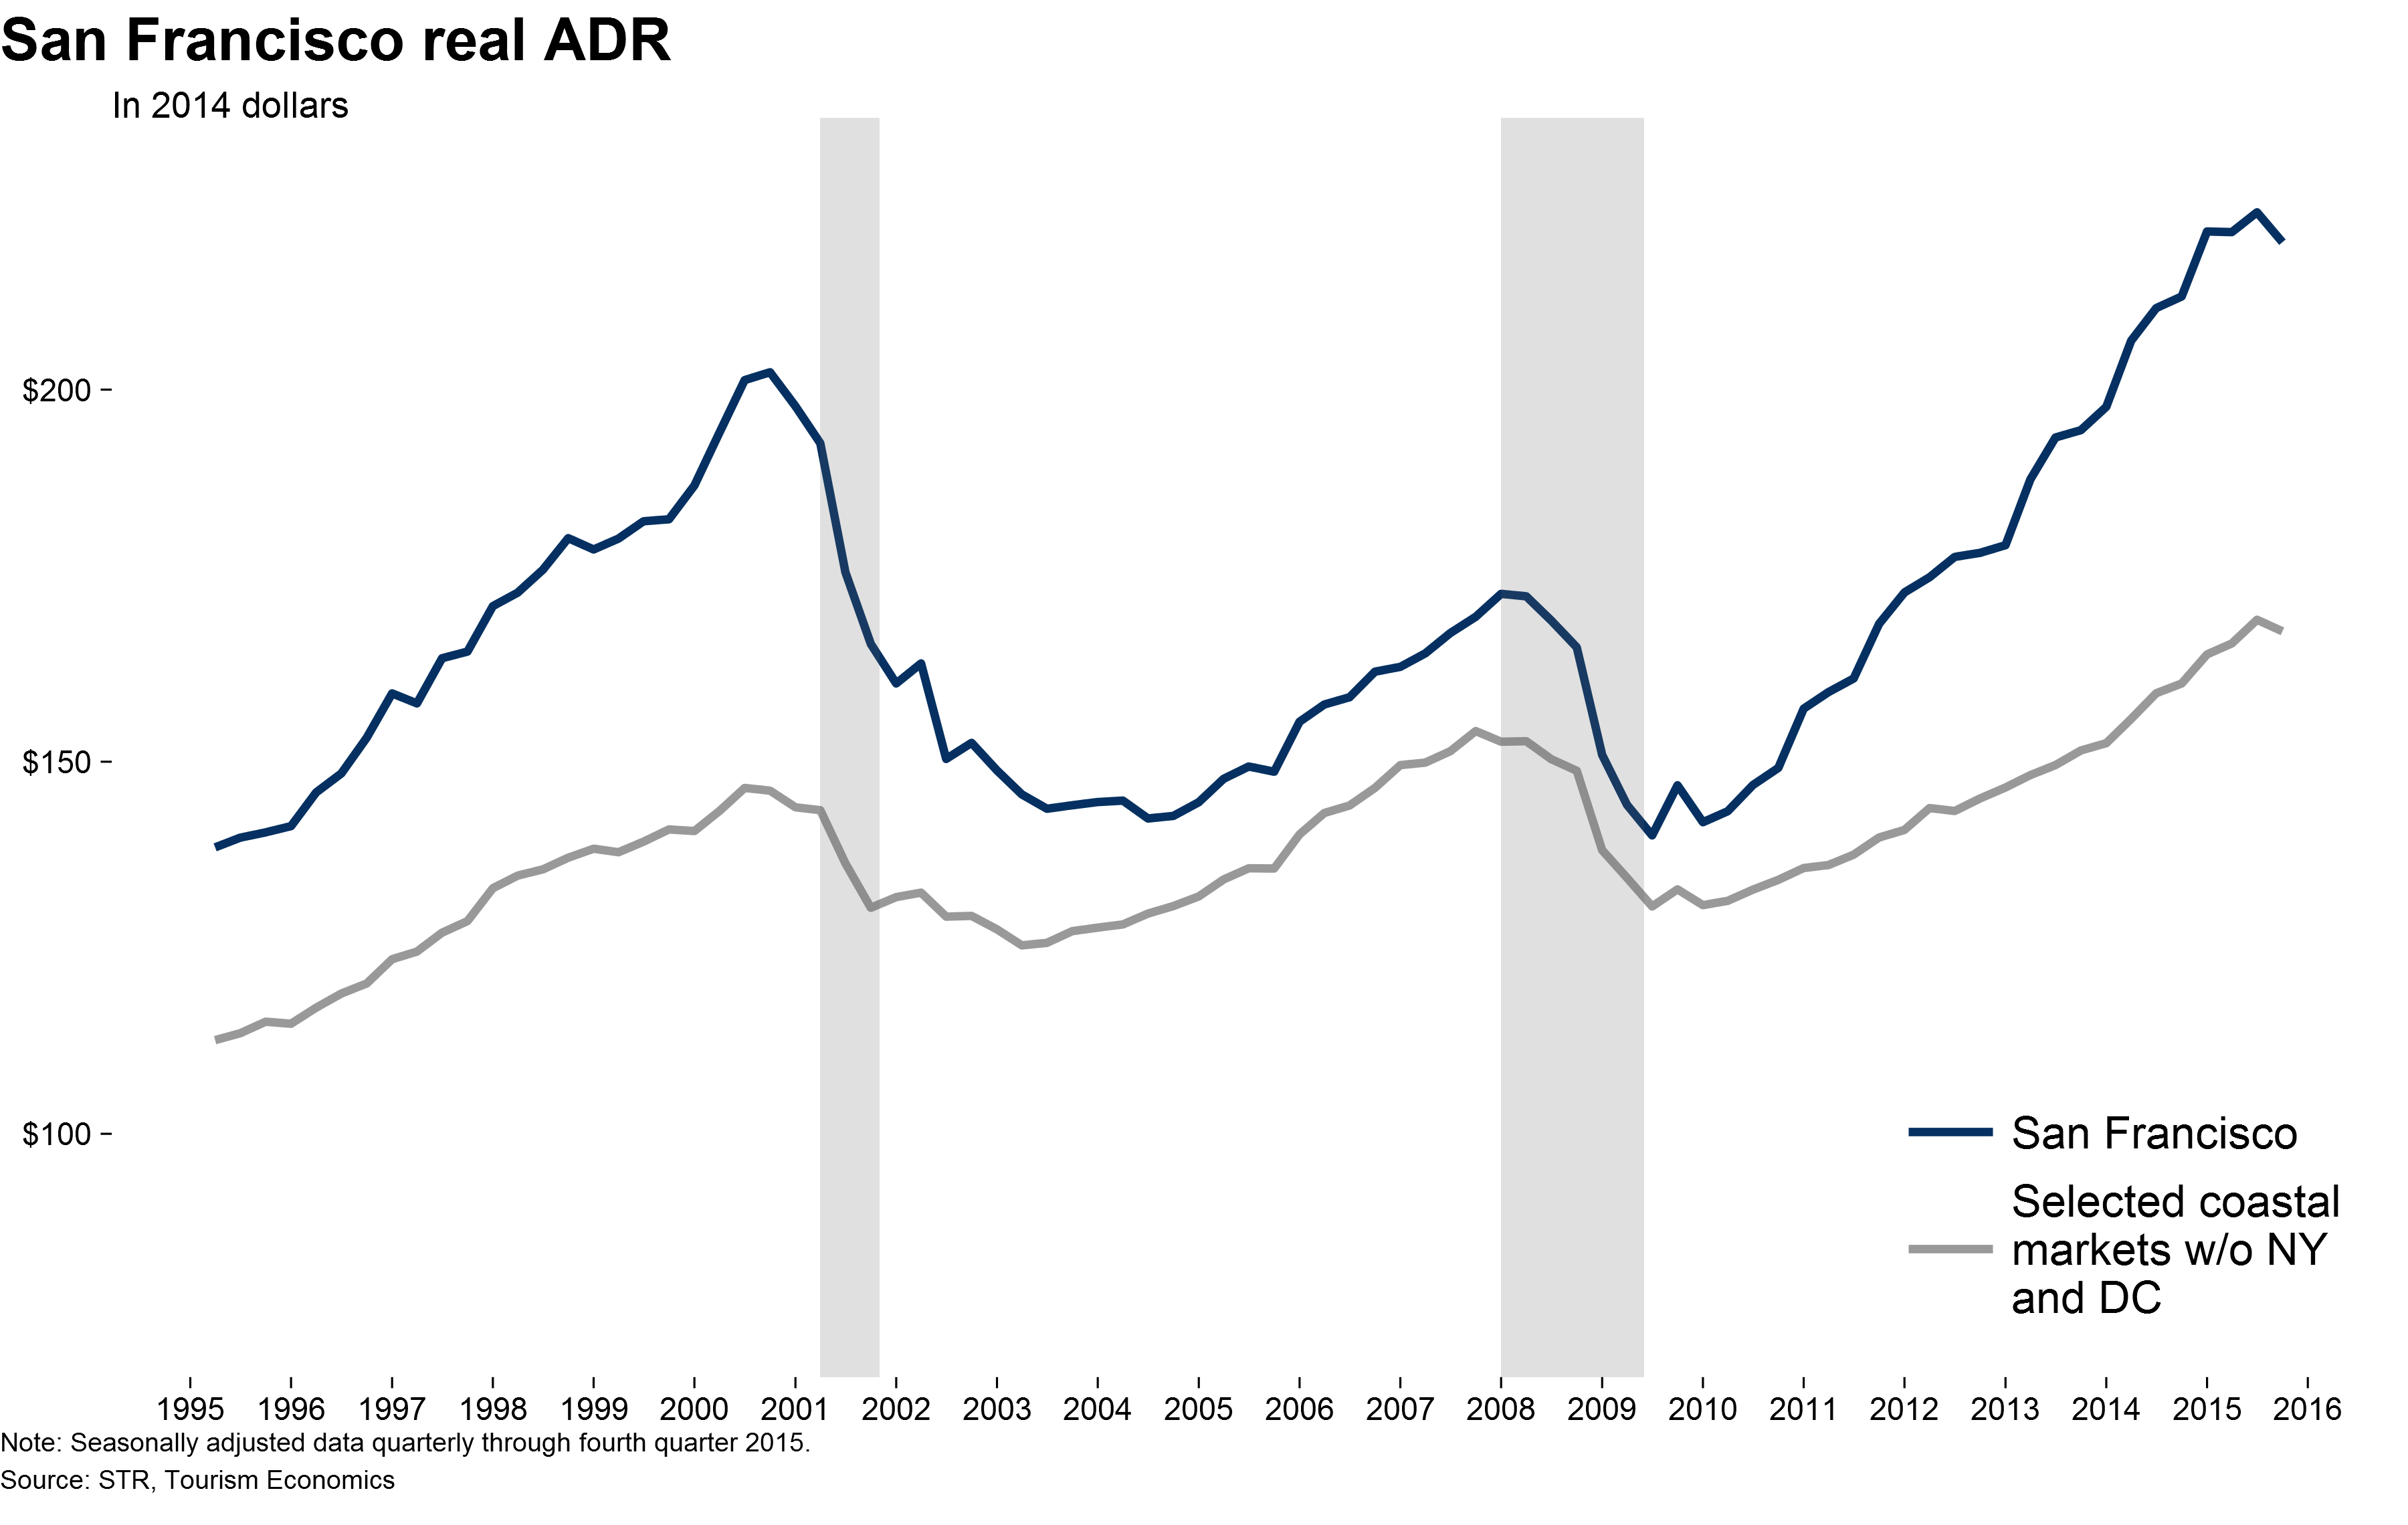 San Francisco real ADR
In 2014 dollars
$200
$150
$100
San Francisco
Selected coastal
markets w/o NY
and DC
1995 1996 1997 1998 1999 2000 2001 2002 2003 2004 2005 2006 2007 2008 2009 2010 2011 2012 2013 2014 2015 2016
Note: Seasonally adjusted data quarterly through fourth quarter 2015.
Source: STR, Tourism Economics